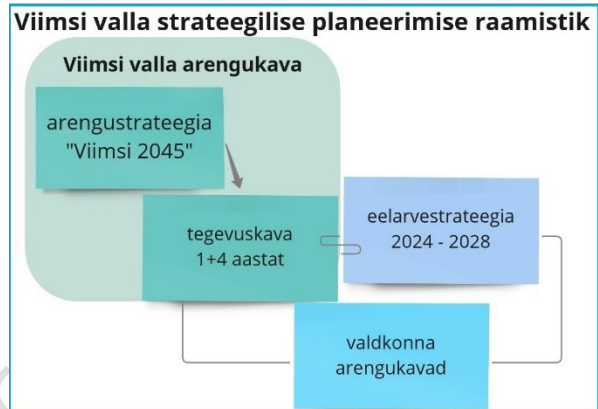 Viimsi valla strateegilise planeerimise raamistik
Viimsi valla arengukava
arengustrateegia
"Viimsi 2045"
tegevuskava
1+4 aastat
eelarvestrateegia
2024 - 2028
valdkonna
arengukavad